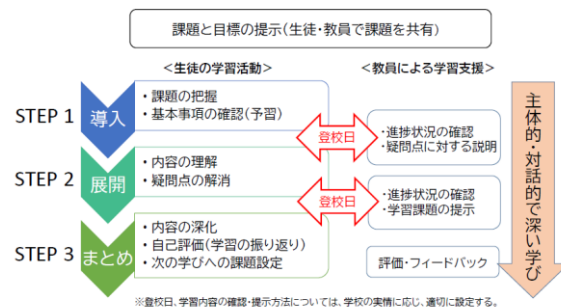 課題と目標の提示(生徒・教員で課題を共有)
<生徒の学習活動>
<教員による学習支援>
STEP 1
導入
・課題の把握
・基本事項の確認(予習)
登校日
・進捗状況の確認
・疑問点に対する説明
STEP 2
展開
・内容の理解
・疑問点の解消
登校日
・進捗状況の確認
・学習課題の提示
STEP 3
まとめ
・内容の深化
・自己評価(学習の振り返り)
・次の学びへの課題設定
評価・フィードバック
主体的・対話的で深い学び
※登校日、学習内容の確認・提示方法については、学校の実情に応じ、適切に設定する。